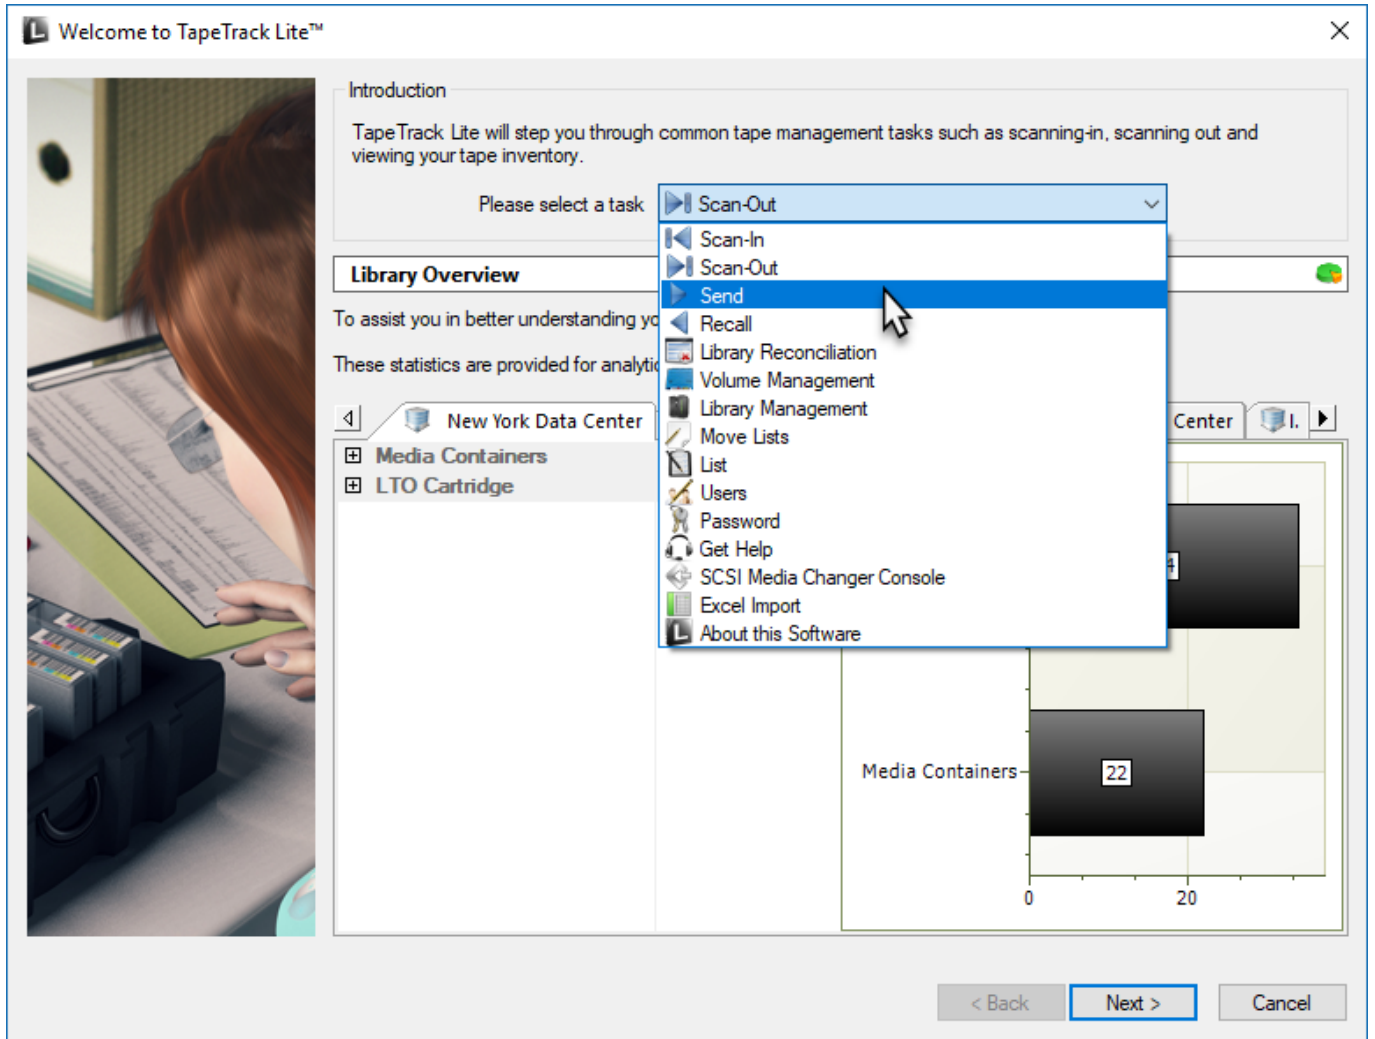 Welcome to TapeTrack Lite™
Introduction
TapeTrack Lite will step you through common tape management tasks such as scanning-in, scanning out and
viewing your tape inventory.
Please select a task
Scan-Out
Scan-In
Scan-Out
Send
Recall
Library Reconciliation
Volume Management
Library Management
Move Lists
List
Users
Password
Get Help
SCSI Media Changer Console
Excel Import
About this Software
Library Overview
To assist you in better understanding
These statistics are provided for
New York Data Center
Center
Media Containers
LTO Cartridge
4
Media Containers
22
0
20
< Back
Next >
Cancel